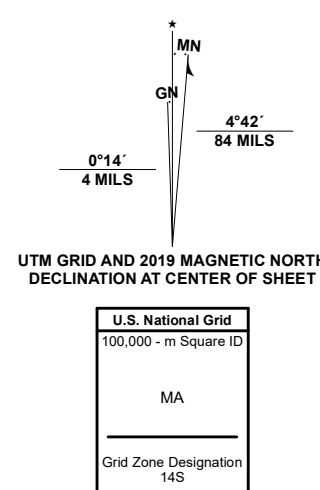 ★
MN
GN
4°42´
84 MILS
0°14´
4 MILS
UTM GRID AND 2019 MAGNETIC NORTH
DECLINATION AT CENTER OF SHEET
U.S. National Grid
100,000 - m Square ID
MA
Grid Zone Designation
14S